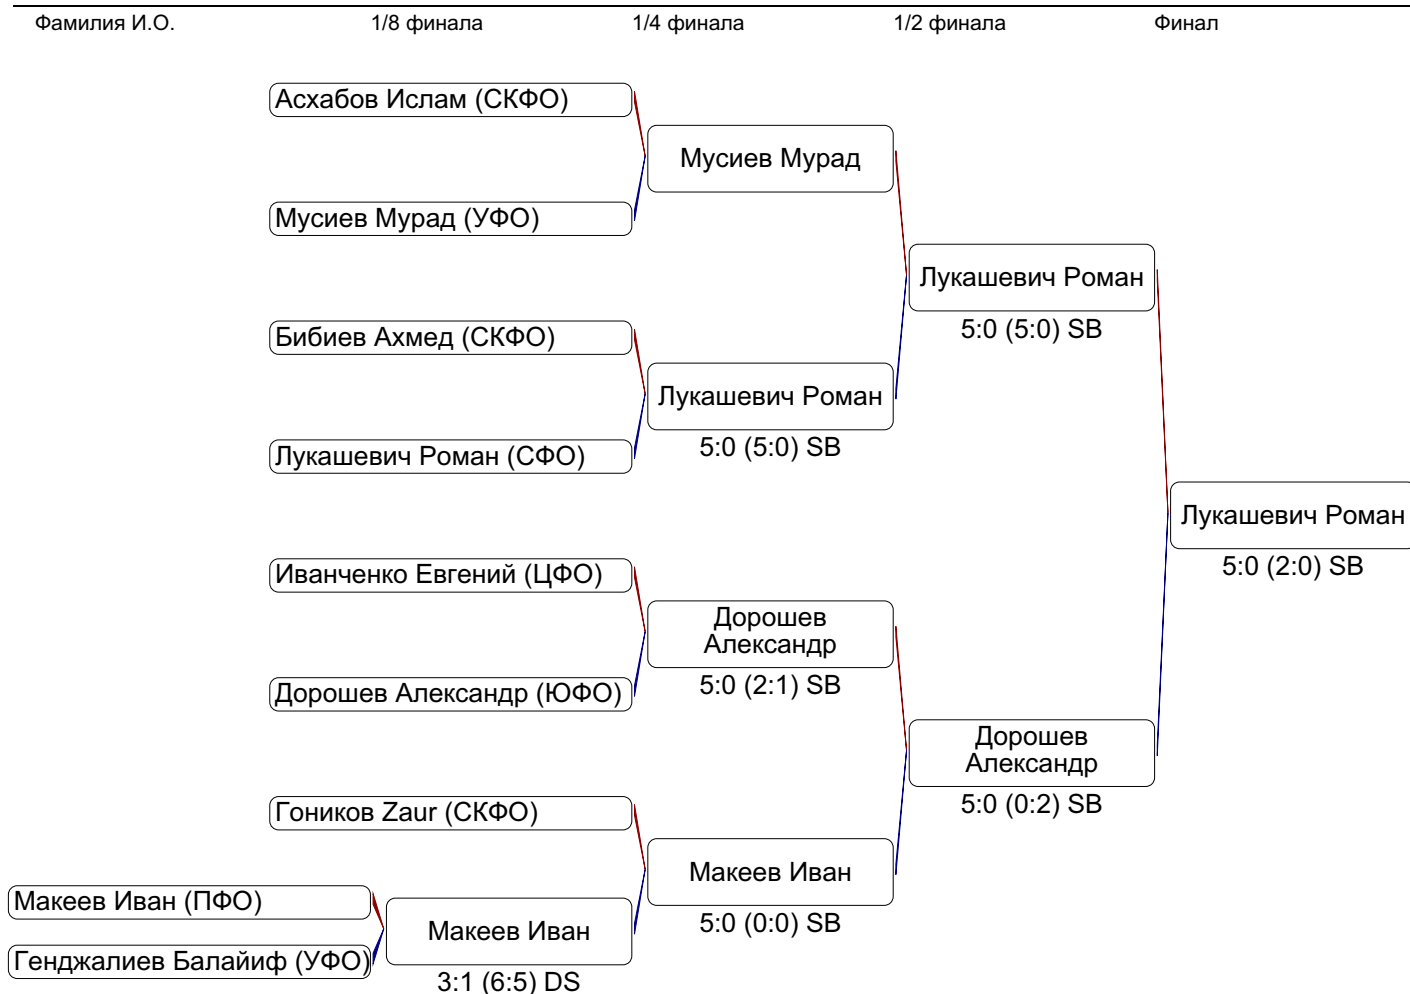 Фамилия И.О. 1/8 финала 1/4 финала 1/2 финала Финал
Асхабов Ислам (СКФО)
Мусиев Мурад
Мусиев Мурад (УФО)
Лукашевич Роман
5:0 (5:0) SB
Бибиев Ахмед (СКФО)
Лукашевич Роман
5:0 (5:0) SB
Лукашевич Роман (СФО)
Лукашевич Роман
5:0 (2:0) SB
Иванченко Евгений (ЦФО)
Дорошев
Александр
5:0 (2:1) SB
Дорошев Александр (ЮФО)
Дорошев
Александр
5:0 (0:2) SB
Гоников Zaur (СКФО)
Макеев Иван
5:0 (0:0) SB
Макеев Иван (ПФО)
Макеев Иван
3:1 (6:5) DS
Генджалиев Балайиф (УФО)